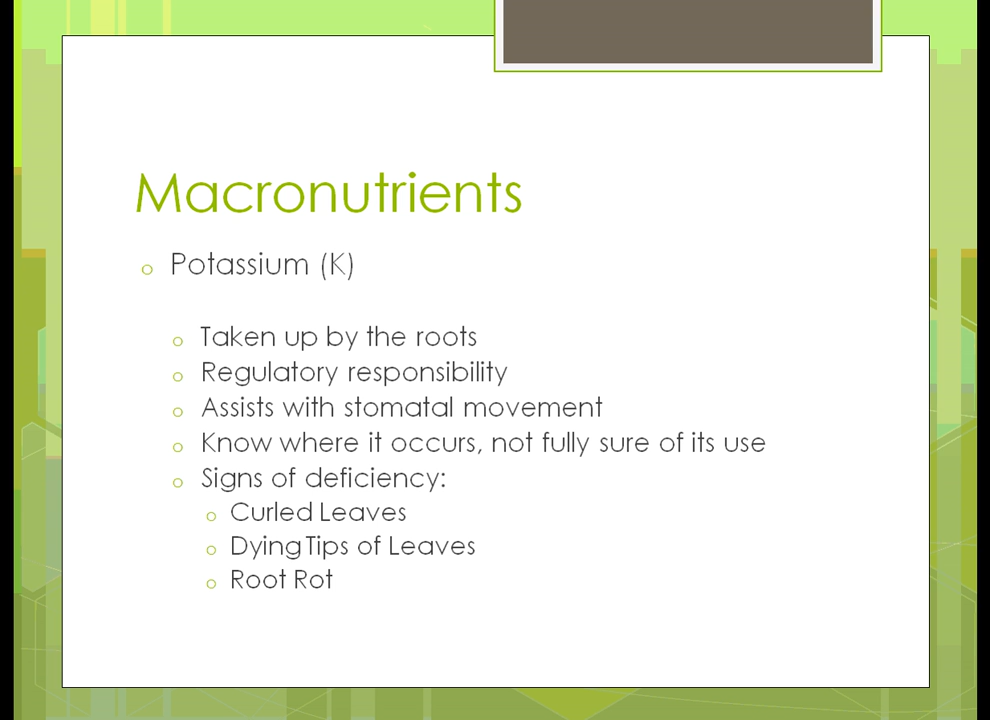 Macronutrients
o Potassium (K)
o Taken up by the roots
o Regulatory responsibility
o Assists with stomatal movement
o Know where it occurs, not fully sure of its use
o Signs of deficiency:
o Curled Leaves
o Dying Tips of Leaves
o Root Rot